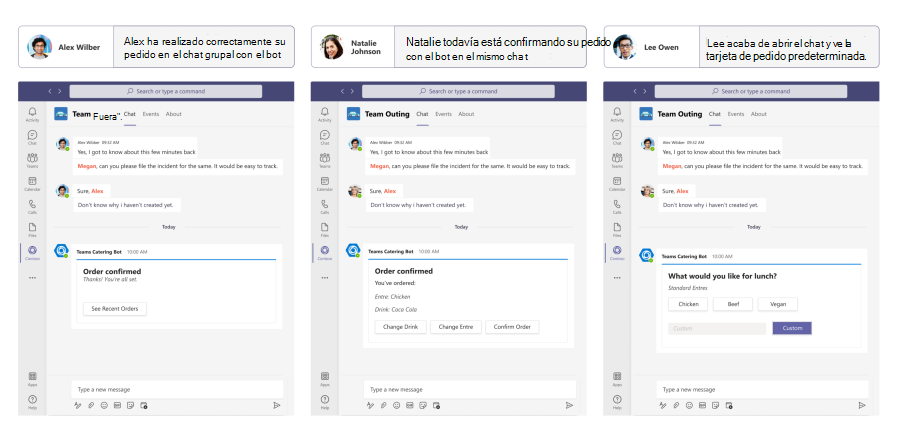 Alex Wilber
Alex ha realizado correctamente su
pedido en el chat grupal con el bot
Natalie
Johnson
Natalie todavía está confirmando su pedido
con el bot en el mismo chat
Lee Owen
Lee acaba de abrir el chat y ve la
tarjeta de pedido predeterminada.
Search or type a command
Activity
Chat
Teams
Calendar
Calls
Files
Contoso
Apps
Help
Team Fuera". Chat Events About
Alex Wilber 09:32 AM
Yes, I got to know about this few minutes back
Megan, can you please file the incident for the same. It would be easy to track.
Sure, Alex
Don't know why i haven't created yet.
Today
Teams Catering Bot 10:00 AM
Order confirmed
Thanks! You're all set.
See Recent Orders
Type a new message
Search or type a command
Activity
Chat
Teams
Calendar
Calls
Files
Contoso
Apps
Help
Team Outing Chat Events About
Alex Wilber 09:32 AM
Yes, I got to know about this few minutes back
Megan, can you please file the incident for the same. It would be easy to track.
Sure, Alex
Don't know why i haven't created yet.
Today
Teams Catering Bot 10:00 AM
Order confirmed
You've ordered:
Entre: Chicken
Drink: Coca Cola
Change Drink Change Entre Confirm Order
Type a new message
Search or type a command
Activity
Chat
Teams
Calendar
Calls
Files
Contoso
Apps
Help
Team Outing Chat Events About
Alex Wilber 09:32 AM
Yes, I got to know about this few minutes back
Megan, can you please file the incident for the same. It would be easy to track.
Sure, Alex
Don't know why i haven't created yet.
Today
Teams Catering Bot 10:00 AM
What would you like for lunch?
Standard Entres
Chicken Beef Vegan
Custom Custom
Type a new message